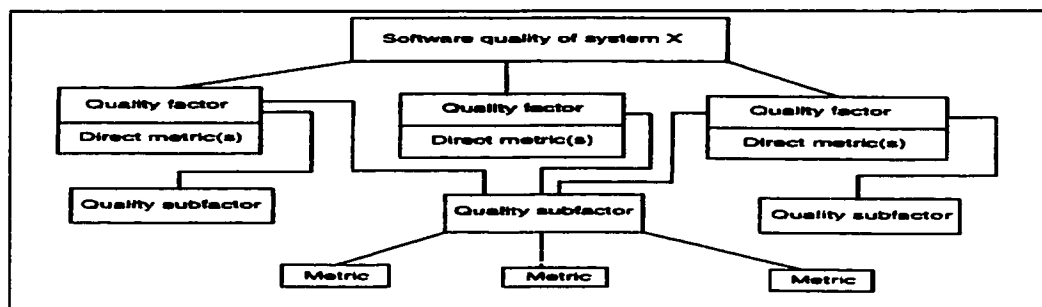 Software quality of system X
Quality factor
Direct metric(s)
Quality factor
Direct metric(s)
Quality factor
Direct metric(s)
Quality subfactor
Quality subfactor
Quality subfactor
Metric
Metric
Metric